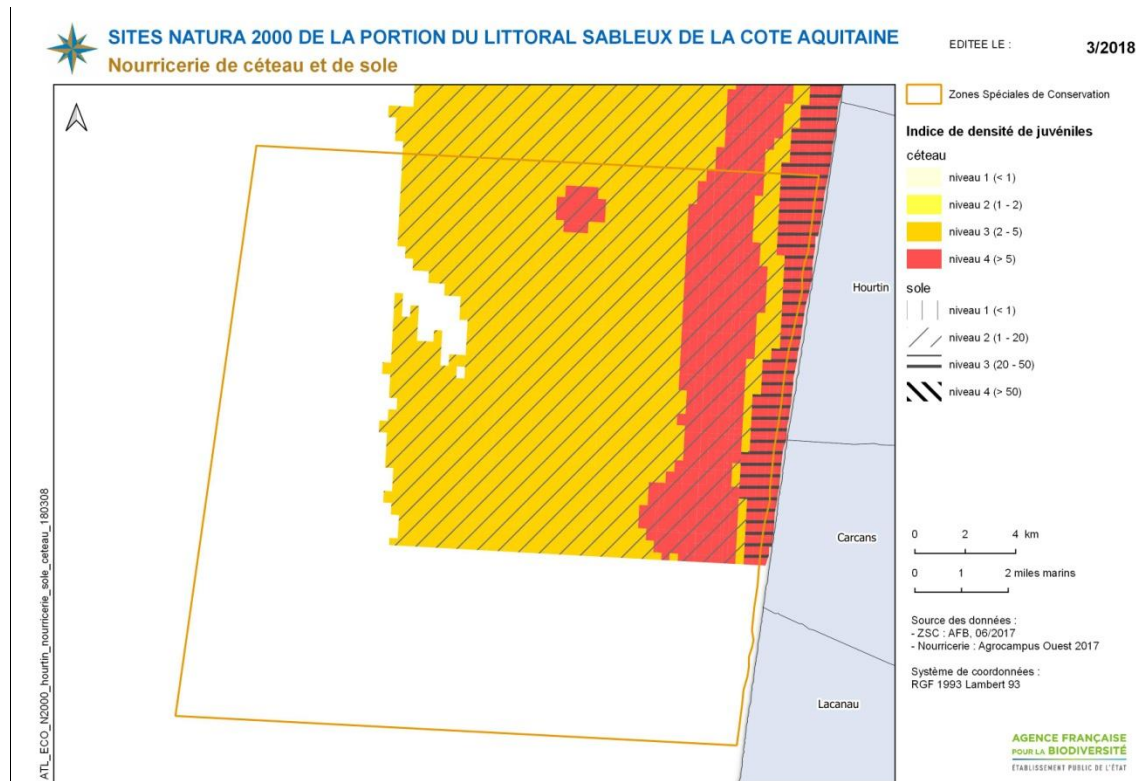 SITES NATURA 2000 DE LA PORTION DU LITTORAL SABLEUX DE LA COTE AQUITAINE
EDITEE LE :
3/2018
Nourricerie de céteau et de sole
Zones Spéciales de Conservation
Indice de densité de juvéniles
céteau
niveau 1 (< 1)
niveau 2 (1 - 2)
niveau 3 (2 - 5)
niveau 4 (> 5)
sole
niveau 1 (< 1)
niveau 2 (1 - 20)
niveau 3 (20 - 50)
niveau 4 (> 50)
Hourtin
Carcans
Lacanau
0 2 4 km
0 1 2 miles marins
Source des données :
- ZSC : AFB, 06/2017
- Nourricerie : Agrocampus Ouest 2017
Système de coordonnées :
RGF 1993 Lambert 93
ATL_ECO_N2000_hourtin_nourricerie_sole_ceteau_180308
AGENCE FRANÇAISE
POUR LA BIODIVERSITÉ
ÉTABLISSEMENT PUBLIC DE L'ÉTAT